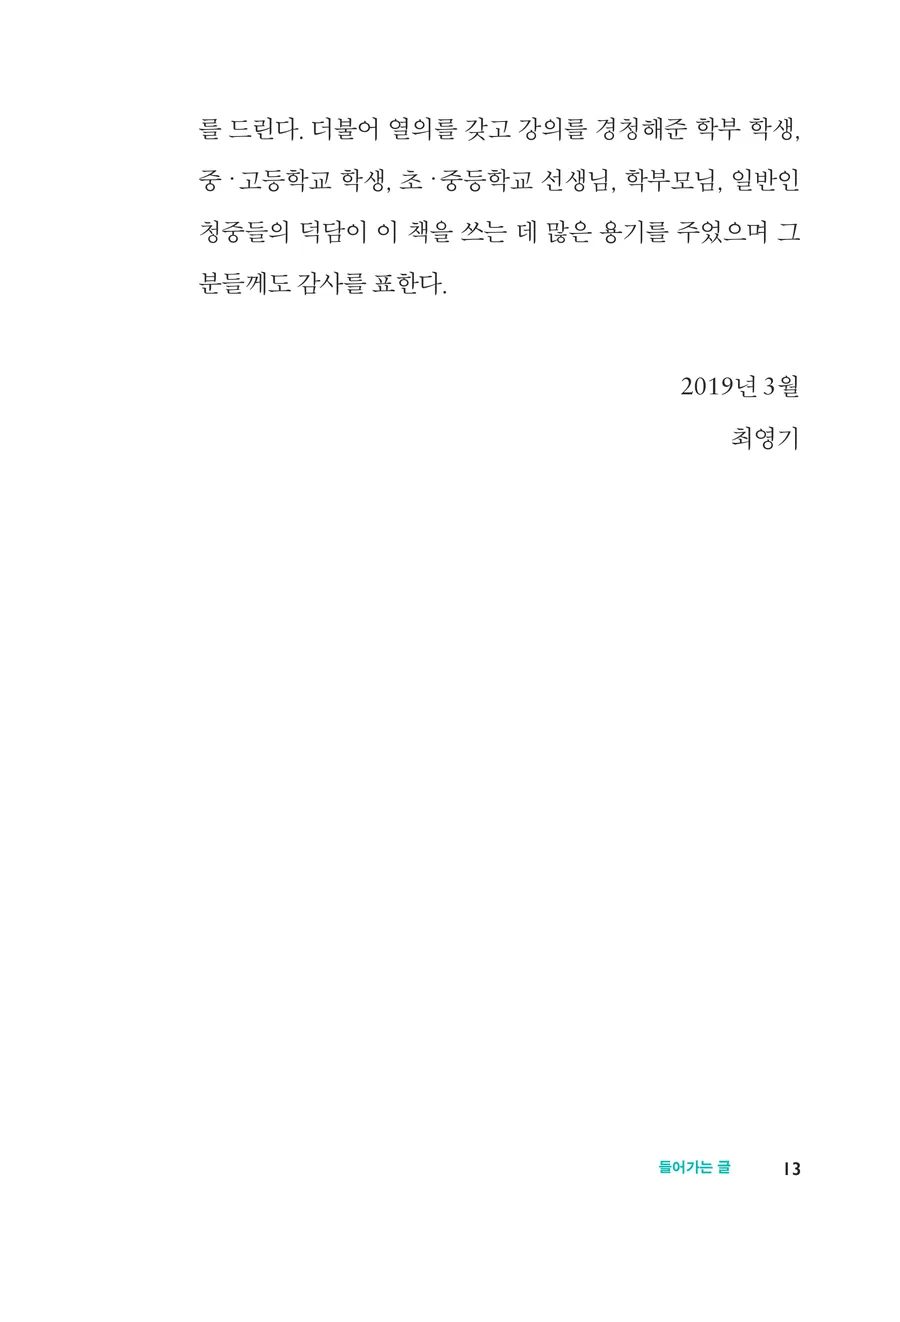 를 드린다. 더불어 열의를 갖고 강의를 경청해준 학부 학생,
중·고등학교 학생, 초·중등학교 선생님, 학부모님, 일반인
청중들의 덕담이 이 책을 쓰는 데 많은 용기를 주었으며 그
분들께도 감사를 표한다.
2019년 3월
최영기
들어가는 글 13